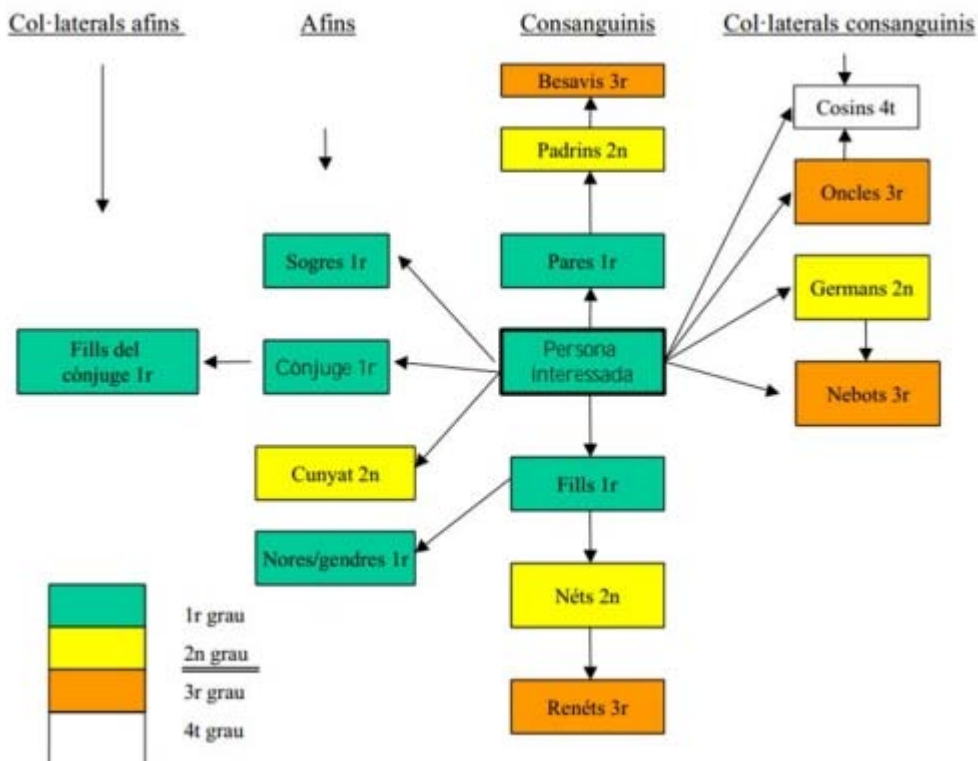 Col·laterals afins
Afins
Consanguinis
Col·laterals consanguinis
Besavis 3r
Cosins 4t
Padrins 2n
Oncles 3r
Sogres 1r
Pares 1r
Germans 2n
Fills del
cònjuge 1r
Cònjuge 1r
Persona
interessada
Nebots 3r
Cunyat 2n
Fills 1r
Nores/gendres 1r
Néts 2n
Renéts 3r
1r grau
2n grau
3r grau
4t grau